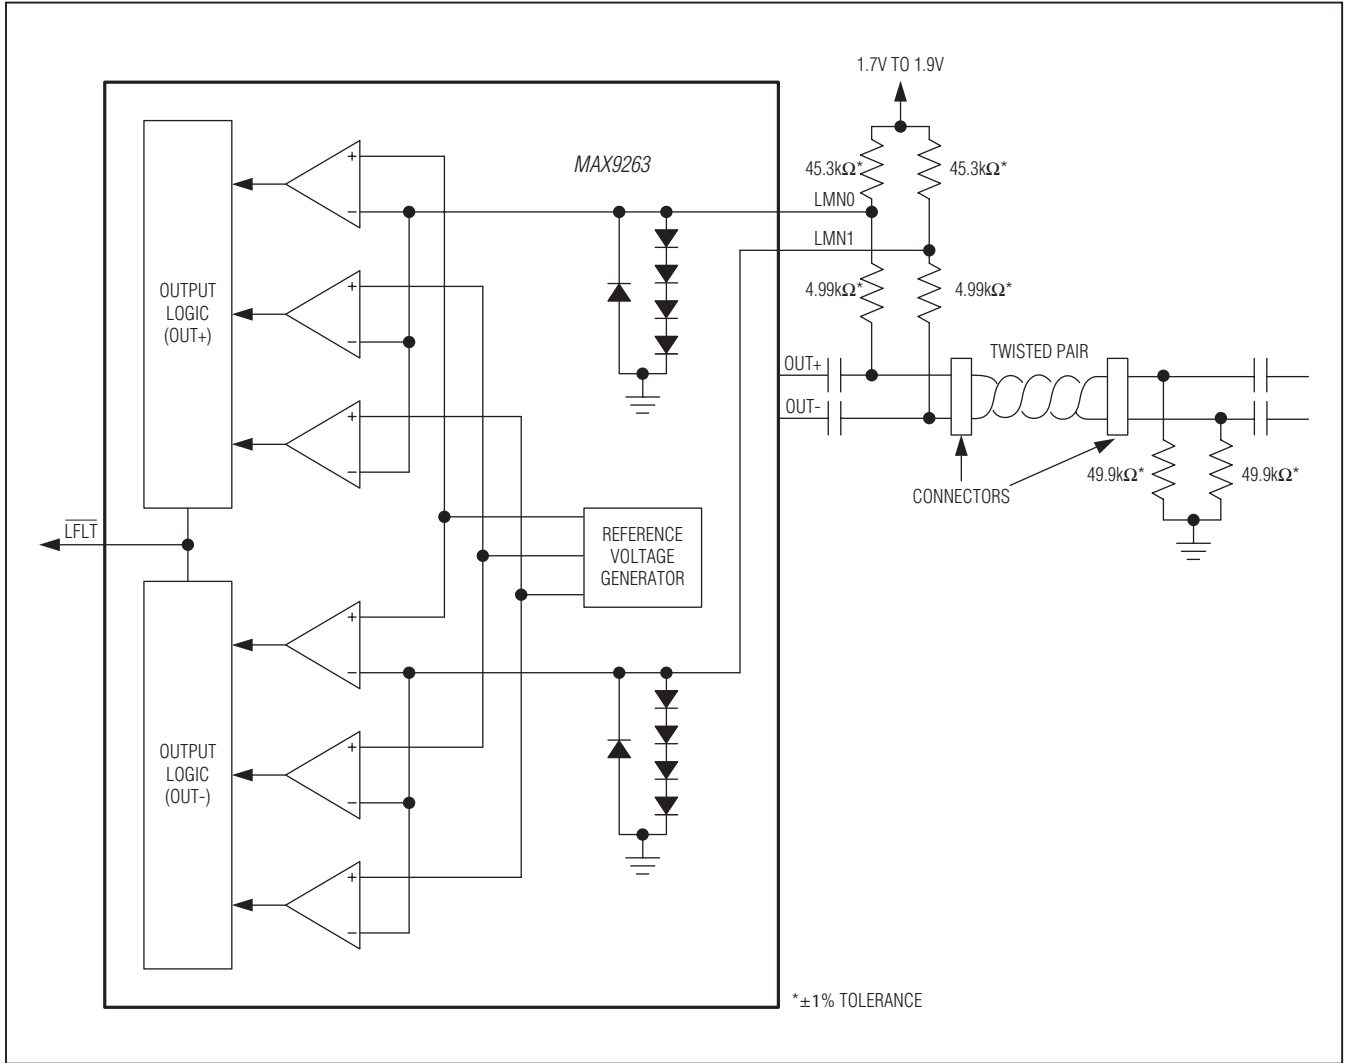 1.7V TO 1.9V
MAX9263
45.3kΩ*
45.3kΩ*
LMN0
LMN1
+
−
OUTPUT
LOGIC
(OUT+)
+
−
4.99kΩ*
4.99kΩ*
TWISTED PAIR
OUT+
OUT-
+
−
49.9kΩ*
49.9kΩ*
CONNECTORS
LFLT
REFERENCE
VOLTAGE
GENERATOR
+
−
OUTPUT
LOGIC
(OUT-)
+
−
+
−
*±1% TOLERANCE